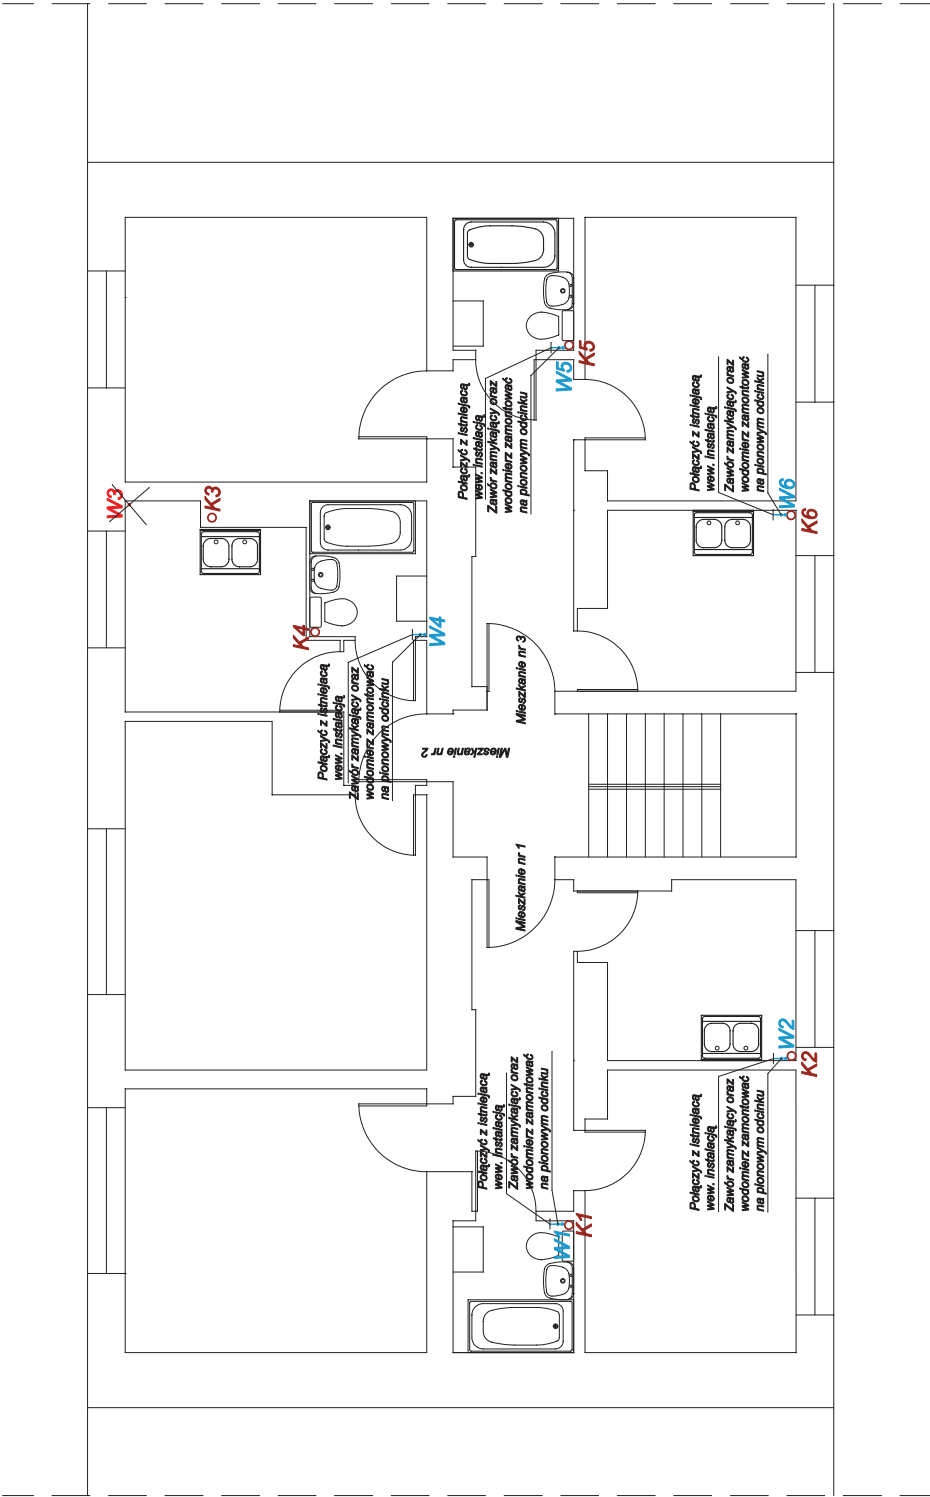 W3
K3
K4
W4
Połączyć z istniejącą
wew. instalacją
Zawór zamykający oraz
wodomierz zamontować
na pionowym odcinku
Połączyć z istniejącą
wew. instalacją
Zawór zamykający oraz
wodomierz zamontować
na pionowym odcinku
W5
K5
Połączyć z istniejącą
wew. instalacją
Zawór zamykający oraz
wodomierz zamontować
na pionowym odcinku
W6
K6
Mieszkanie nr 3
Mieszkanie nr 2
Mieszkanie nr 1
Połączyć z istniejącą
wew. instalacją
Zawór zamykający oraz
wodomierz zamontować
na pionowym odcinku
W1
K1
Połączyć z istniejącą
wew. instalacją
Zawór zamykający oraz
wodomierz zamontować
na pionowym odcinku
W2
K2